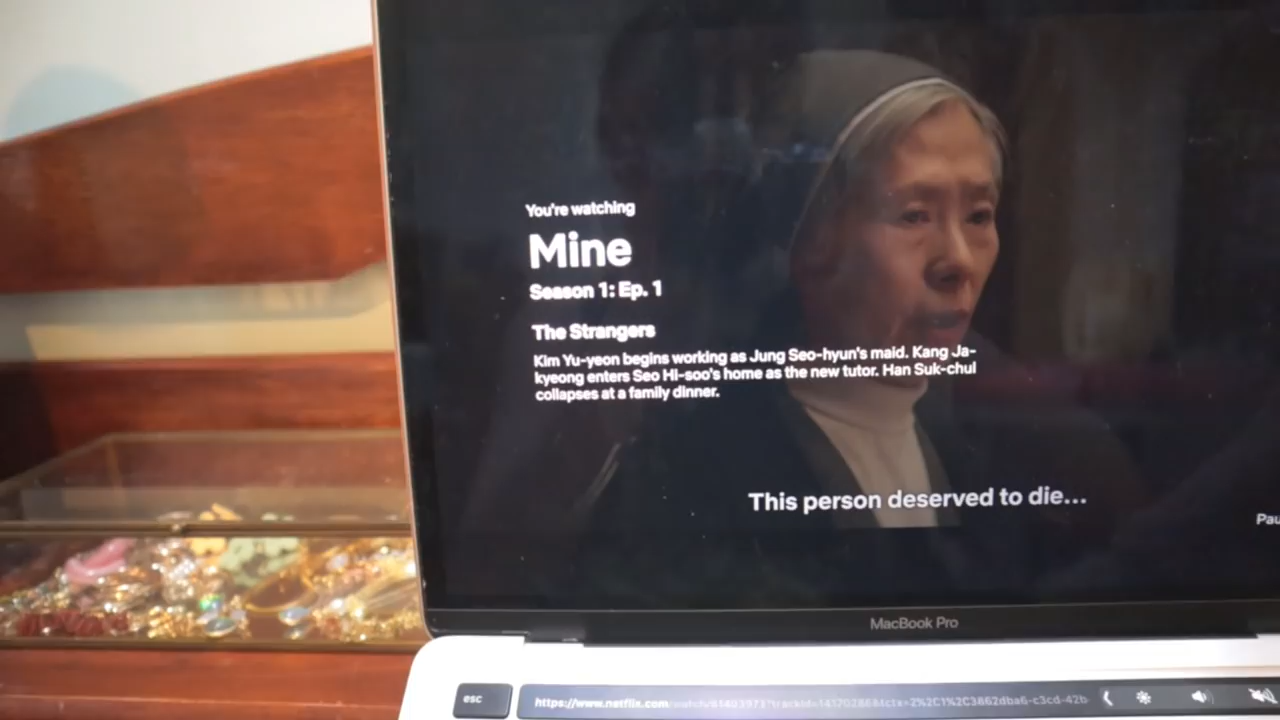 You're watching
Mine
Season 1: Ep. 1
The Strangers
Kim Yu-yeon begins working as Jung Seo-hyun's maid. Kang Ja-
kyeong enters Seo Hi-soo's home as the new tutor. Han Suk-chul
collapses at a family dinner.
This person deserved to die...
Pau
MacBook Pro
esc
https://www.netflix.com